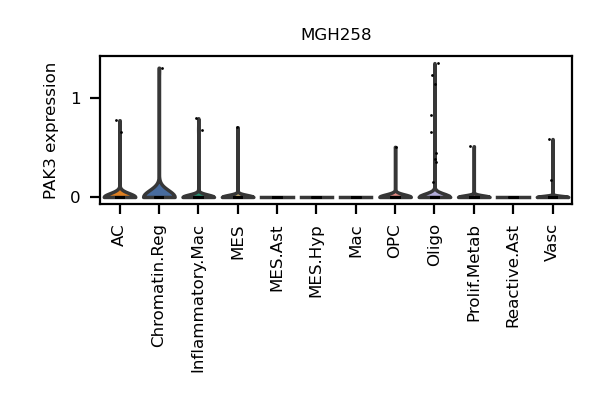 MGH258
PAK3 expression
1
0
AC
Chromatin.Reg
Inflammatory.Mac
MES
MES.Ast
MES.Hyp
Mac
OPC
Oligo
Prolif.Metab
Reactive.Ast
Vasc